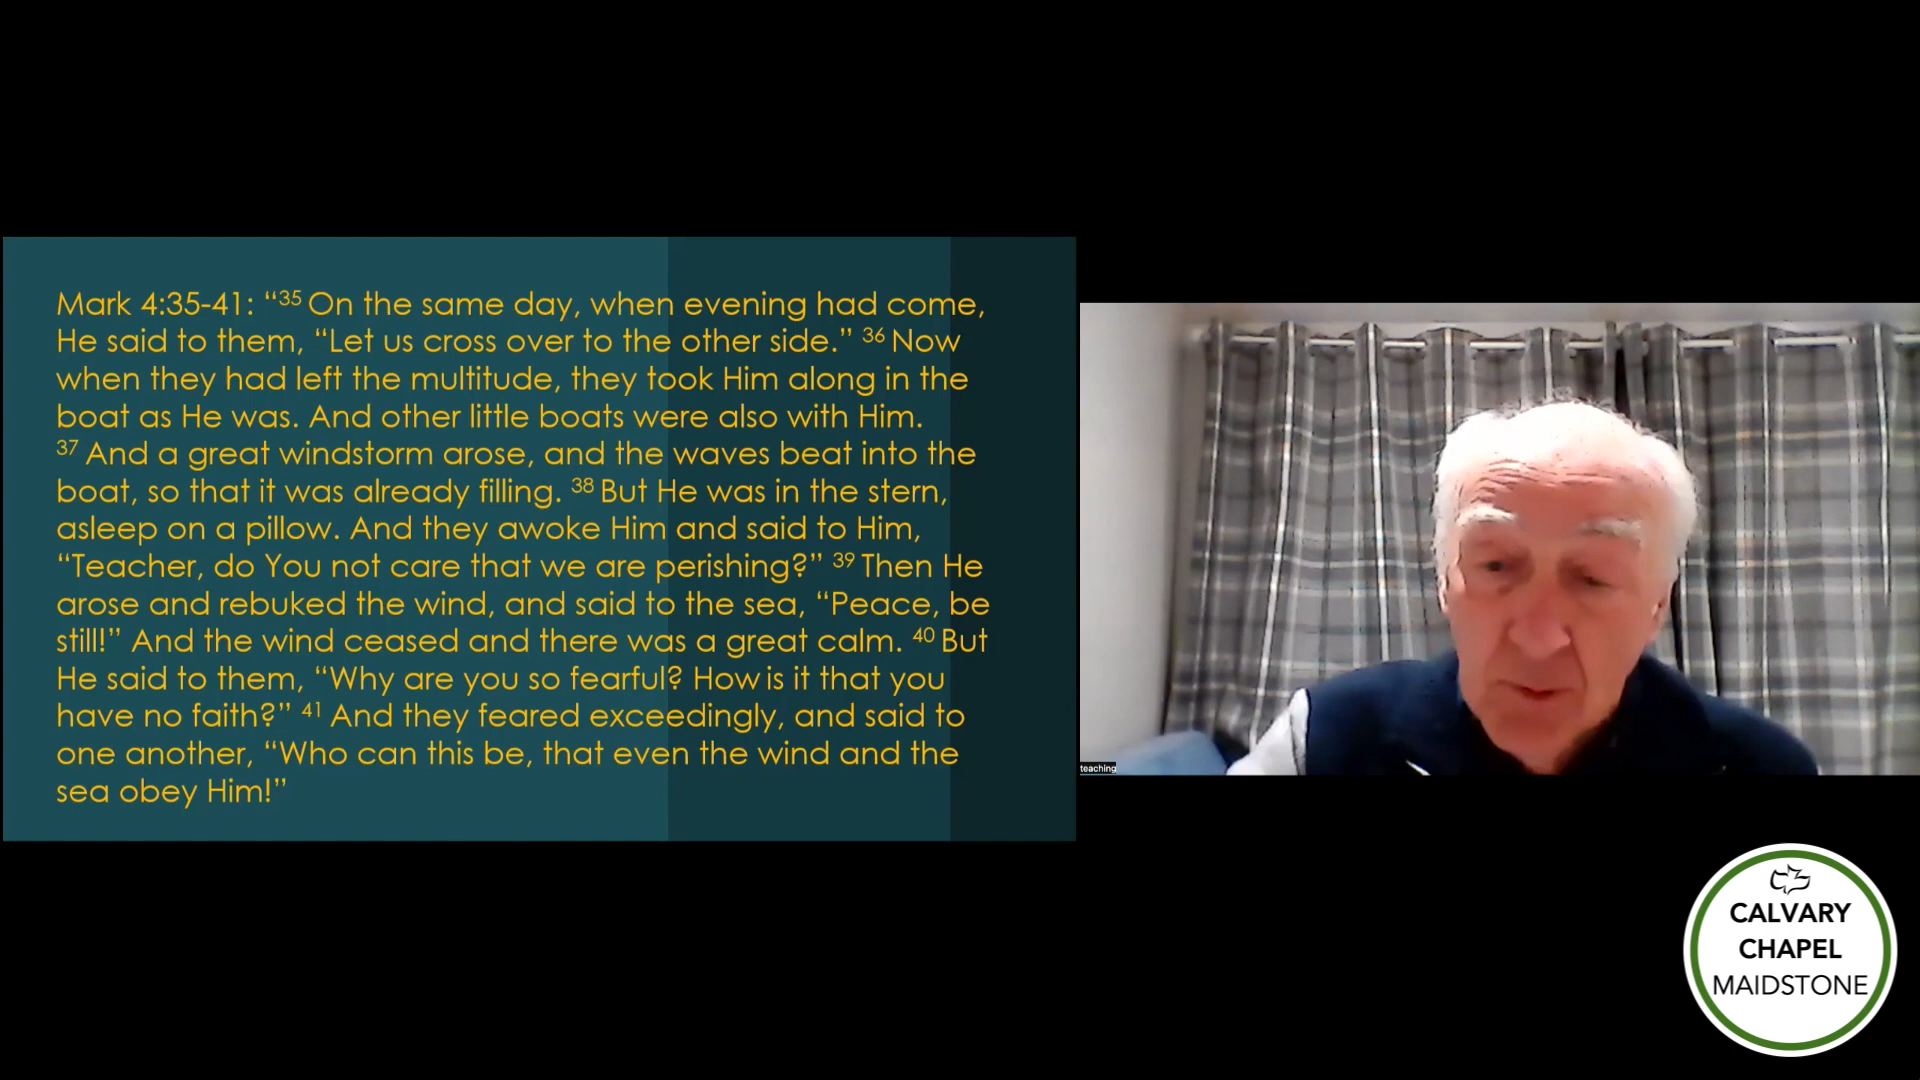 Mark 4:35-41: “35 On the same day, when evening had come,
He said to them, “Let us cross over to the other side.” 36 Now
when they had left the multitude, they took Him along in the
boat as He was. And other little boats were also with Him.
37 And a great windstorm arose, and the waves beat into the
boat, so that it was already filling. 38 But He was in the stern,
asleep on a pillow. And they awoke Him and said to Him,
“Teacher, do You not care that we are perishing?” 39 Then He
arose and rebuked the wind, and said to the sea, “Peace, be
still!” And the wind ceased and there was a great calm. 40 But
He said to them, “Why are you so fearful? How is it that you
have no faith?” 41 And they feared exceedingly, and said to
one another, “Who can this be, that even the wind and the
sea obey Him!”
teaching
CALVARY
CHAPEL
MAIDSTONE